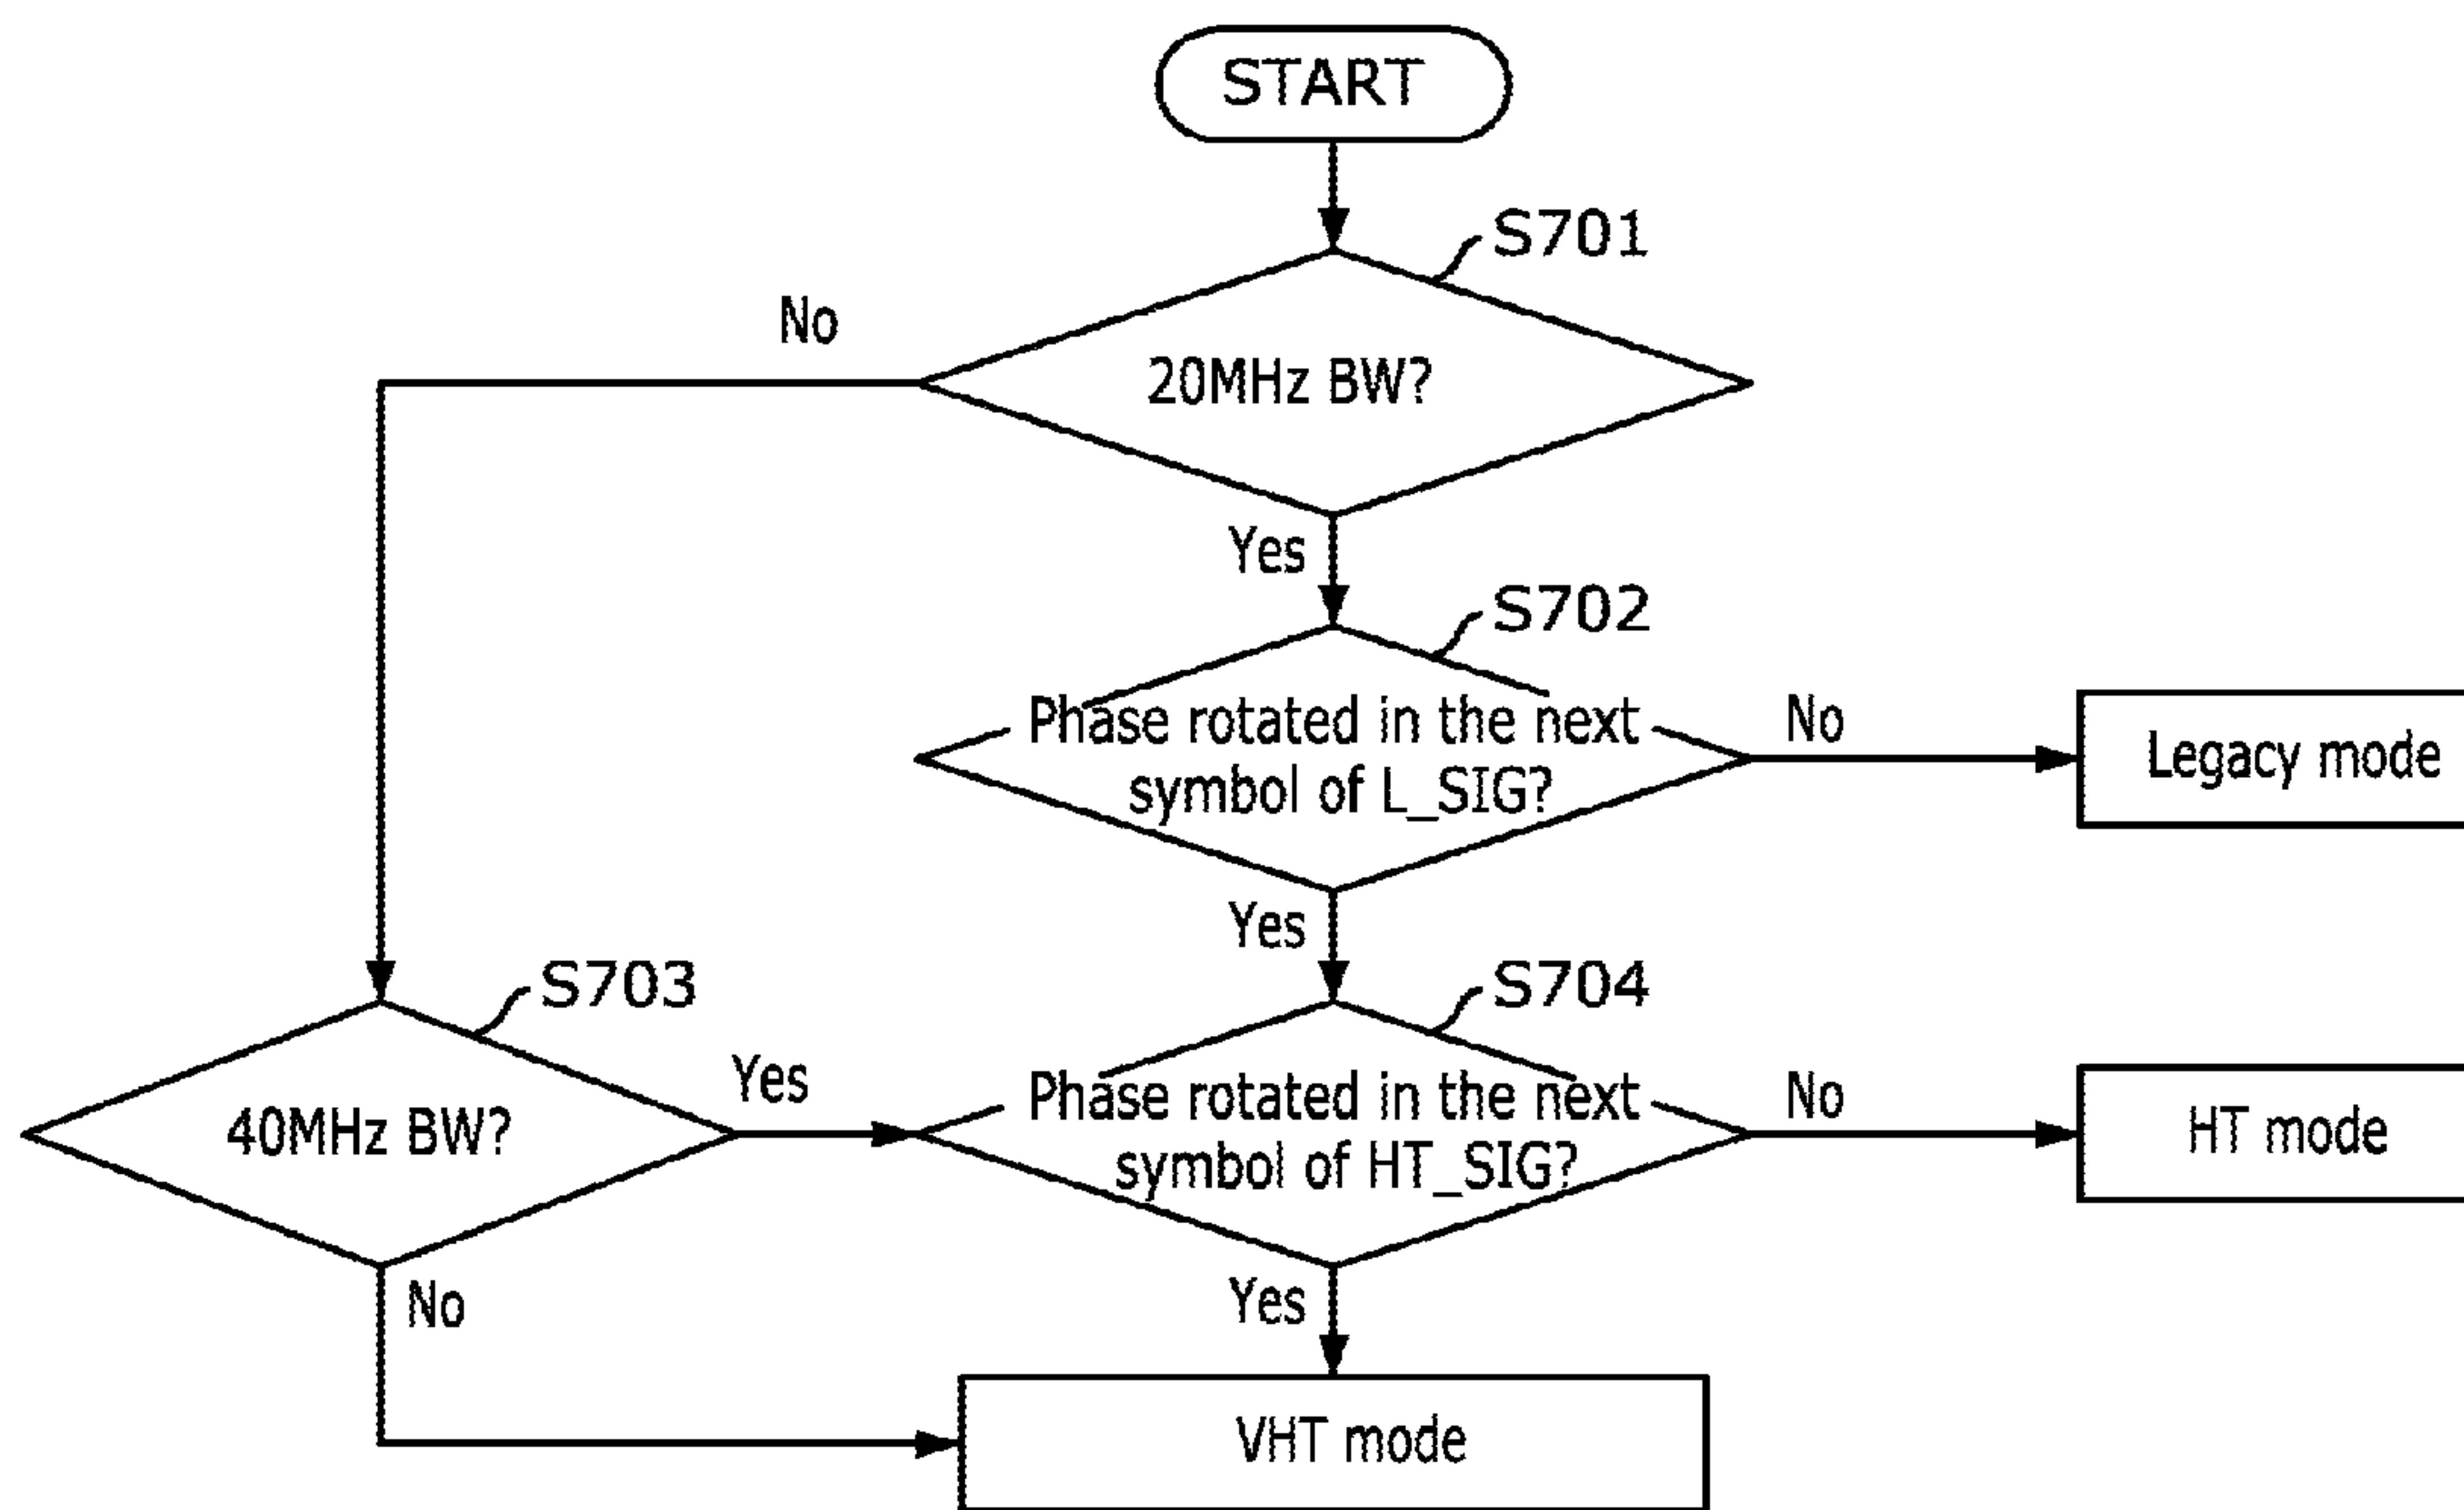 START
S701
No
20MHz BW?
Yes
S702
Phase rotated in the next
symbol of L_SIG?
No
Legacy mode
Yes
S703
S704
40MHz BW?
Yes
Phase rotated in the next
symbol of HT_SIG?
No
HT mode
No
Yes
VHT mode